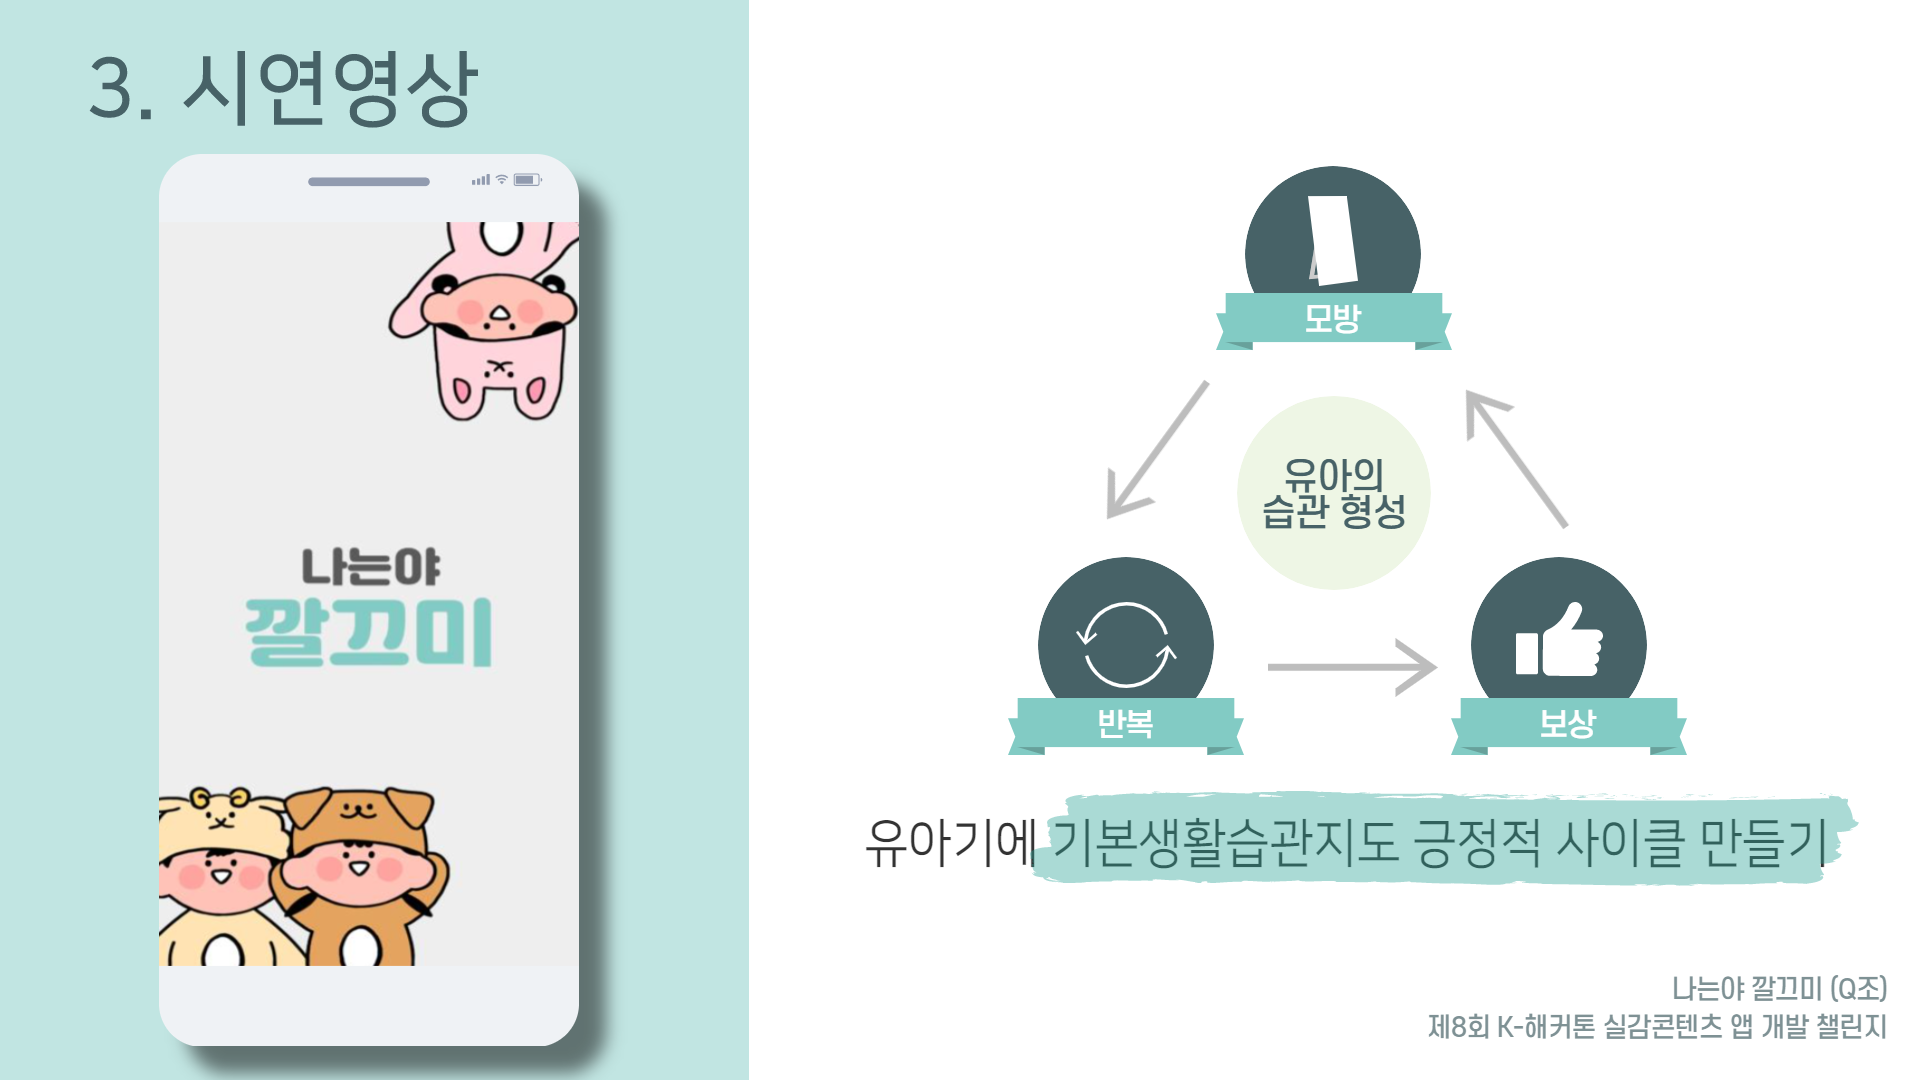 3. 시연영상
나는야
깔끄미
모방
유아의
습관 형성
반복
보상
유아기에 기본생활습관지도 긍정적 사이클 만들기
나는야 깔끄미 (Q조)
제8회 K-해커톤 실감콘텐츠 앱 개발 챌린지